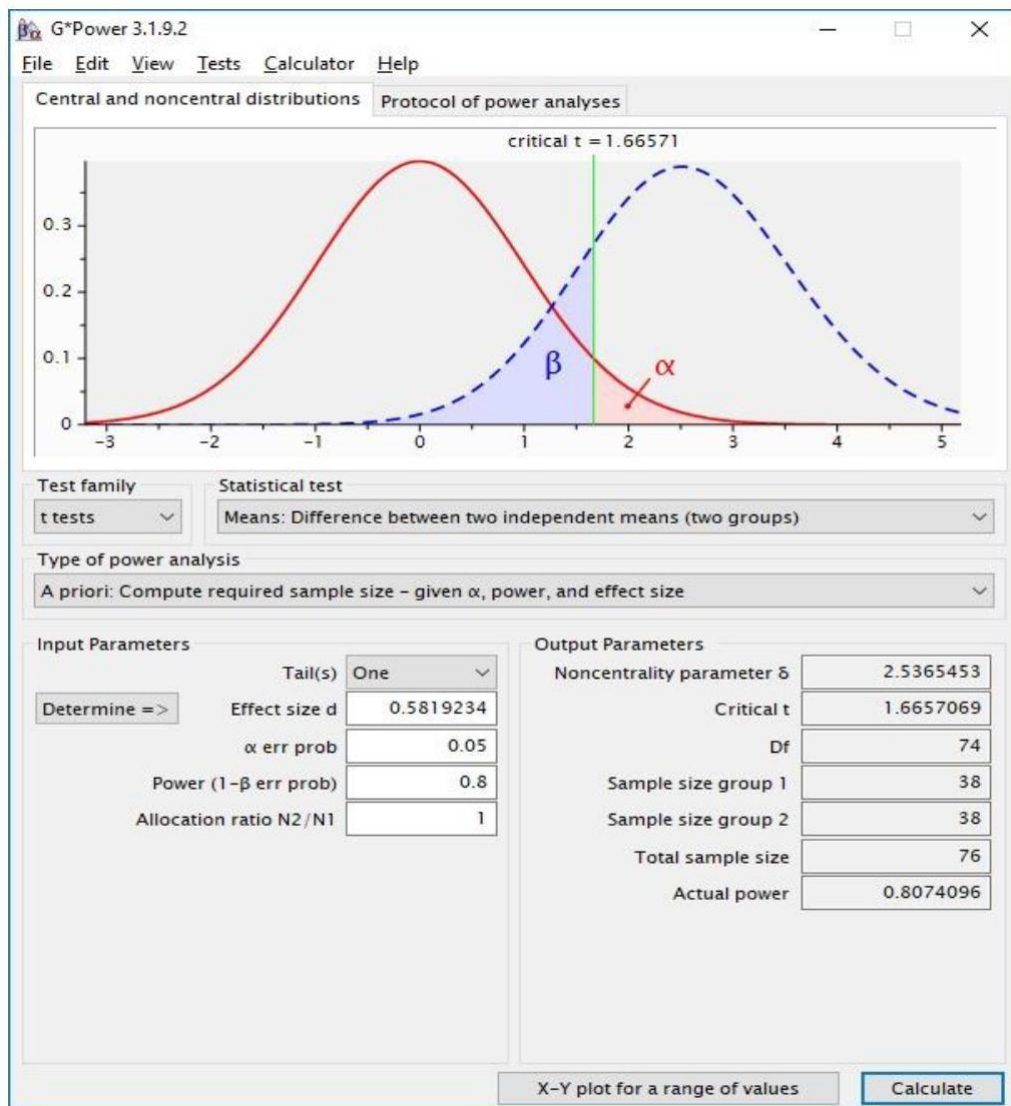 G*Power 3.1.9.2
File Edit View Tests Calculator Help
Central and noncentral distributions Protocol of power analyses
critical t = 1.66571
0.3
0.2
0.1
0
β
α
-3 -2 -1 0 1 2 3 4 5
Test family Statistical test
t tests Means: Difference between two independent means (two groups)
Type of power analysis
A priori: Compute required sample size – given α, power, and effect size
Input Parameters
Tail(s) One
Determine => Effect size d 0.5819234
α err prob 0.05
Power (1-β err prob) 0.8
Allocation ratio N2/N1 1
Output Parameters
Noncentrality parameter δ 2.5365453
Critical t 1.6657069
Df 74
Sample size group 1 38
Sample size group 2 38
Total sample size 76
Actual power 0.8074096
X-Y plot for a range of values Calculate